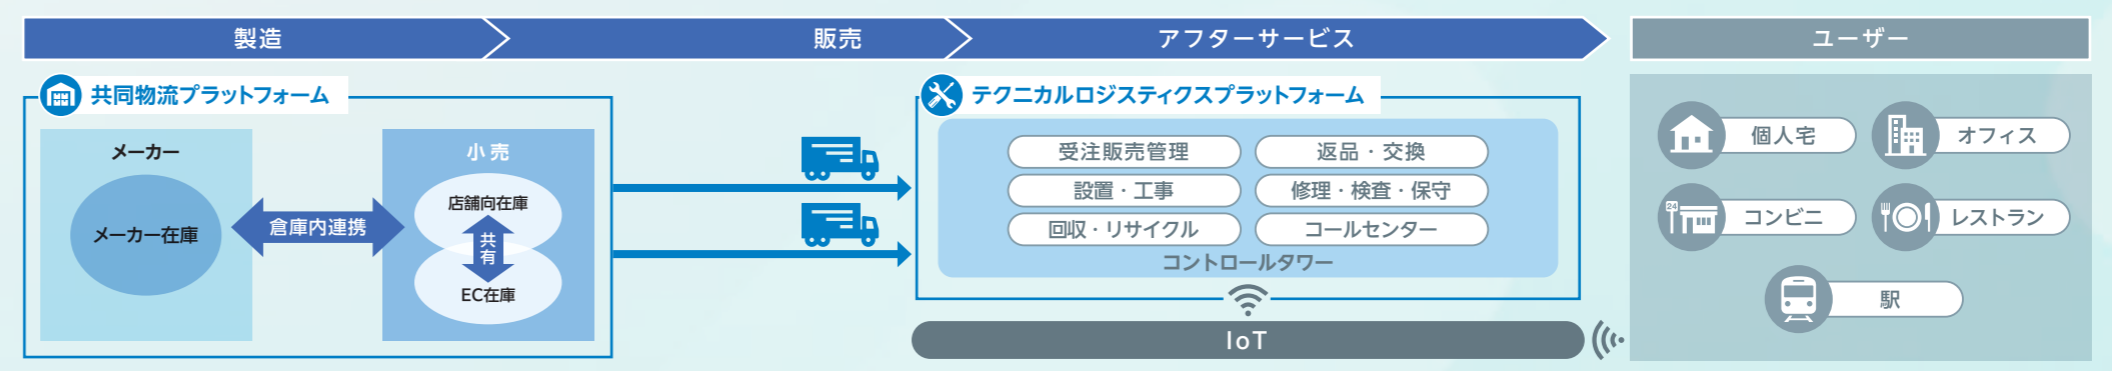 製造
販売
アフターサービス
ユーザー
共同物流プラットフォーム
メーカー
メーカー在庫
倉庫内連携
小売
店舗向在庫
共有
EC在庫
テクニカルロジスティクスプラットフォーム
受注販売管理
返品・交換
設置・工事
修理・検査・保守
回収・リサイクル
コールセンター
コントロールタワー
IoT
個人宅
オフィス
24
コンビニ
レストラン
駅